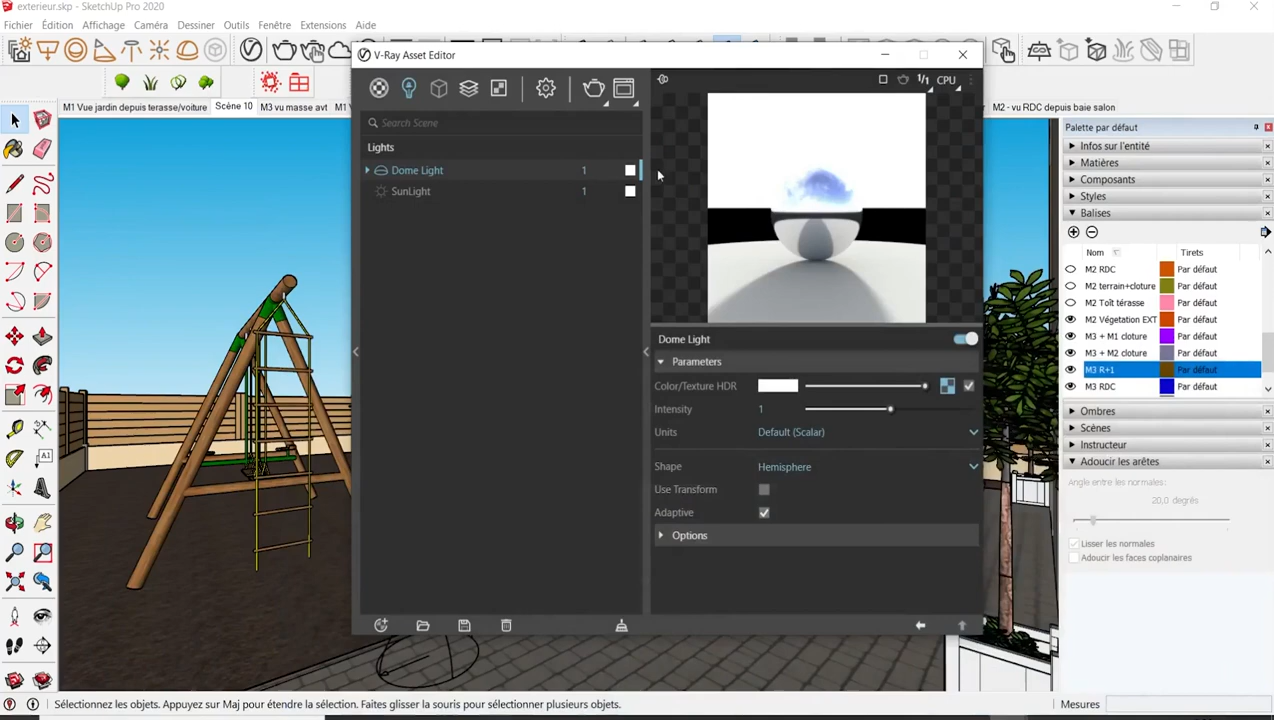 exterieur.skp - SketchUp Pro 2020
Fichier Édition Affichage Caméra Dessiner Outils Fenêtre Extensions Aide
V-Ray Asset Editor
1/1 CPU
M1 Vue jardin depuis terasse/voiture Scène 10 M3 vu masse avt M1 V
M2 - vu RDC depuis baie salon
Search Scene
Lights
Dome Light 1
SunLight 1
Dome Light
Parameters
Color/Texture HDR
Intensity 1
Units Default (Scalar)
Shape Hemisphere
Use Transform
Adaptive
Options
Palette par défaut
Infos sur l'entité
Matières
Composants
Styles
Balises
Nom Tirets
M2 RDC Par défaut
M2 terrain+cloture Par défaut
M2 Toît térasse Par défaut
M2 Végetation EXT Par défaut
M3 + M1 cloture Par défaut
M3 + M2 cloture Par défaut
M3 R+1 Par défaut
M3 RDC Par défaut
Ombres
Scènes
Instructeur
Adoucir les arêtes
Angle entre les normales:
20,0 degrés
Lisser les normales
Adoucir les faces coplanaires
A1
Sélectionnez les objets. Appuyez sur Maj pour étendre la sélection. Faites glisser la souris pour sélectionner plusieurs objets.
Mesures